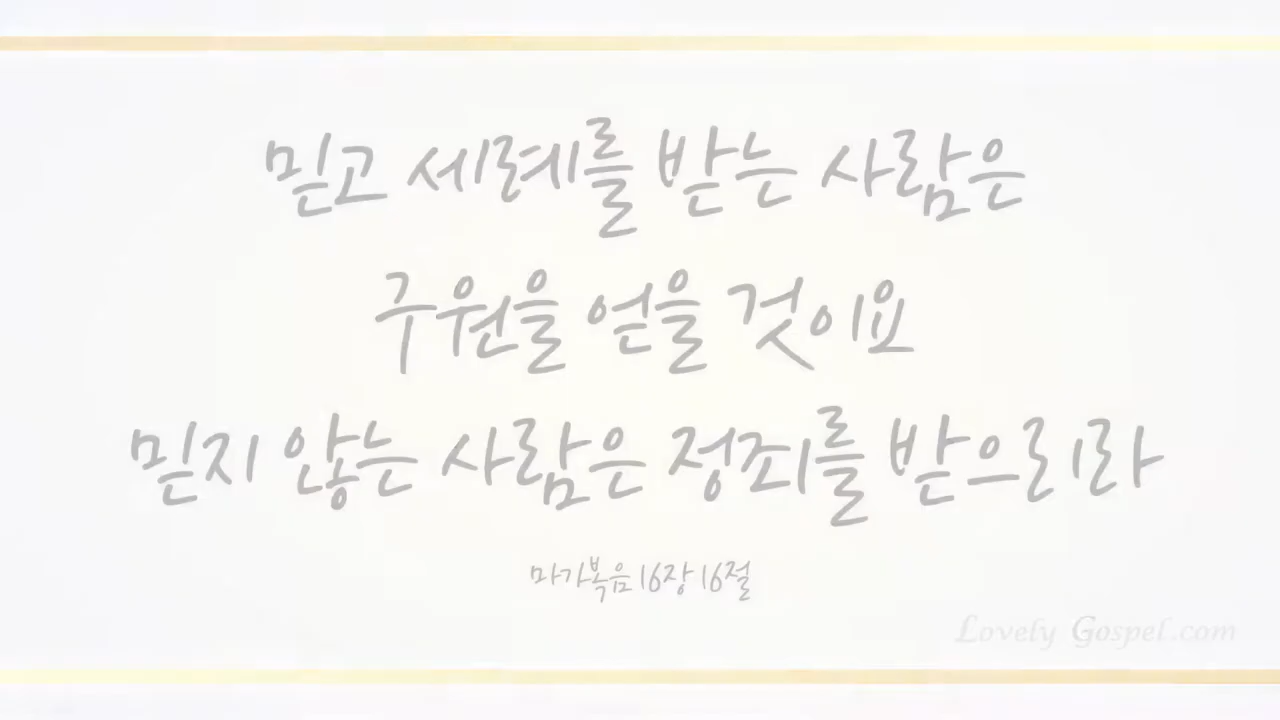 믿고 세례를 받는 사람은
구원을 얻을 것이요
믿지 않는 사람은 정죄를 받으리라
마가복음 16장 16절
Lovely Gospel.com